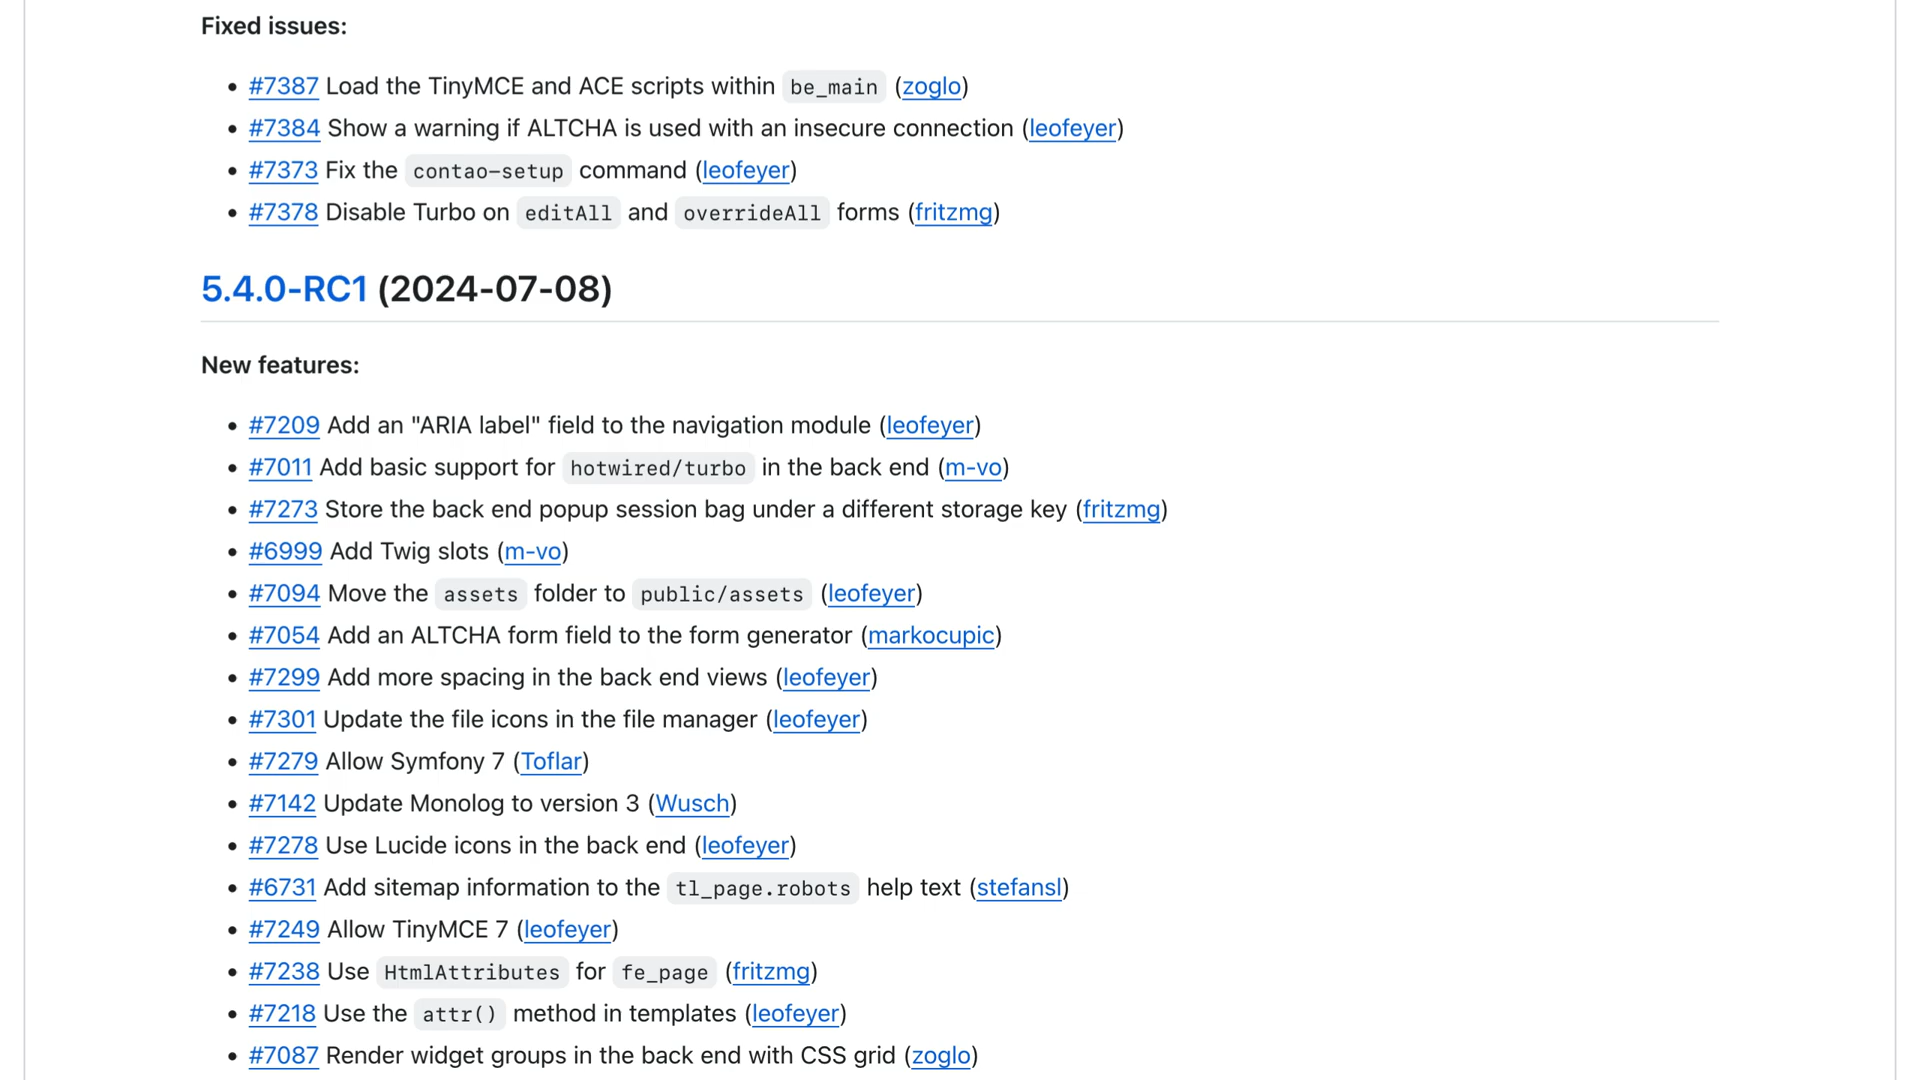 Fixed issues:
#7387 Load the TinyMCE and ACE scripts within be_main (zoglo)
#7384 Show a warning if ALTCHA is used with an insecure connection (leofeyer)
#7373 Fix the contao-setup command (leofeyer)
#7378 Disable Turbo on editAll and overrideAll forms (fritzmg)
5.4.0-RC1 (2024-07-08)
New features:
#7209 Add an "ARIA label" field to the navigation module (leofeyer)
#7011 Add basic support for hotwired/turbo in the back end (m-vo)
#7273 Store the back end popup session bag under a different storage key (fritzmg)
#6999 Add Twig slots (m-vo)
#7094 Move the assets folder to public/assets (leofeyer)
#7054 Add an ALTCHA form field to the form generator (markocupic)
#7299 Add more spacing in the back end views (leofeyer)
#7301 Update the file icons in the file manager (leofeyer)
#7279 Allow Symfony 7 (Toflar)
#7142 Update Monolog to version 3 (Wusch)
#7278 Use Lucide icons in the back end (leofeyer)
#6731 Add sitemap information to the tl_page.robots help text (stefansl)
#7249 Allow TinyMCE 7 (leofeyer)
#7238 Use HtmlAttributes for fe_page (fritzmg)
#7218 Use the attr() method in templates (leofeyer)
#7087 Render widget groups in the back end with CSS grid (zoglo)